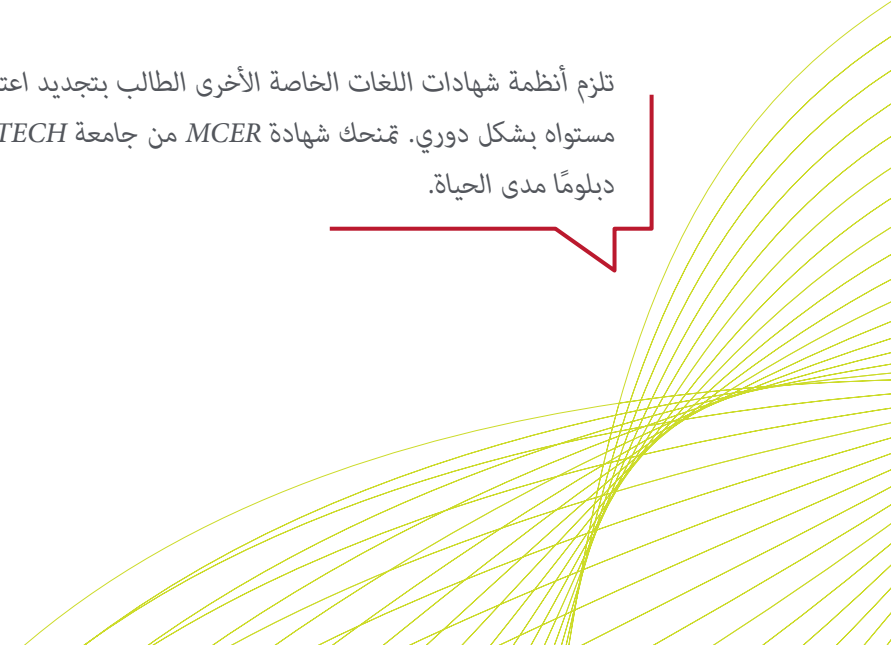 تلزم أنظمة شهادات اللغات الخاصة الأخرى الطالب بتجديد
مستواه بشكل دوري. تمنحك شهادة MCER من جامعة TECH
دبلومًا مدى الحياة.